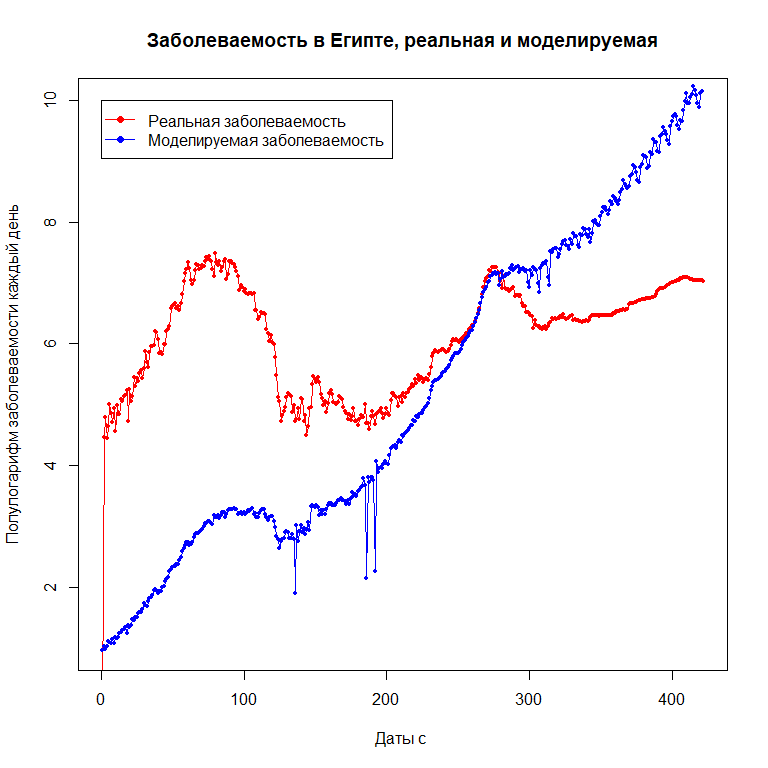 Заболеваемость в Египте, реальная и моделируемая
Реальная заболеваемость
Моделируемая заболеваемость
Популогарифм заболеваемости каждый день
10
8
6
4
2
0 100 200 300 400
Даты с